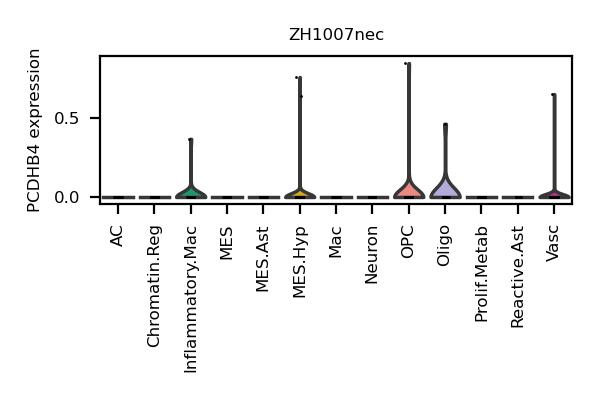 ZH1007nec
PCDHB4 expression
0.5
0.0
AC
Chromatin.Reg
Inflammatory.Mac
MES
MES.Ast
MES.Hyp
Mac
Neuron
OPC
Oligo
Prolif.Metab
Reactive.Ast
Vasc